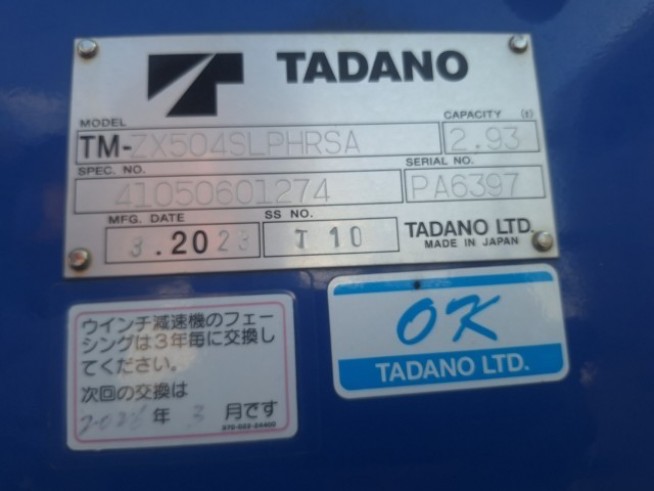 TADANO
MODEL
CAPACITY (t)
TM-ZX504SLPHRSA
2.93
SPEC. NO.
SERIAL NO.
41050601274
PA6397
MFG. DATE
SS NO.
3.2023
T 10
TADANO LTD.
MADE IN JAPAN
ウインチ減速機のフェー
シングは3年毎に交換し
てください。
次回の交換は
年 3 月です
OK
TADANO LTD.